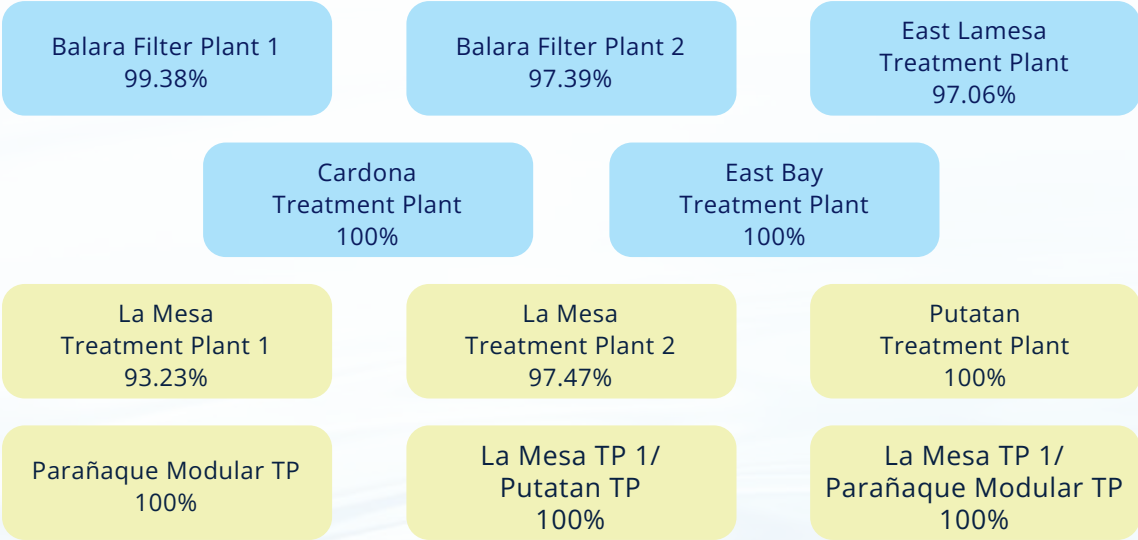 Balara Filter Plant 1
99.38%
Balara Filter Plant 2
97.39%
East Lamesa
Treatment Plant
97.06%
Cardona
Treatment Plant
100%
East Bay
Treatment Plant
100%
La Mesa
Treatment Plant 1
93.23%
La Mesa
Treatment Plant 2
97.47%
Putatan
Treatment Plant
100%
Parañaque Modular TP
100%
La Mesa TP 1/
Putatan TP
100%
La Mesa TP 1/
Parañaque Modular TP
100%